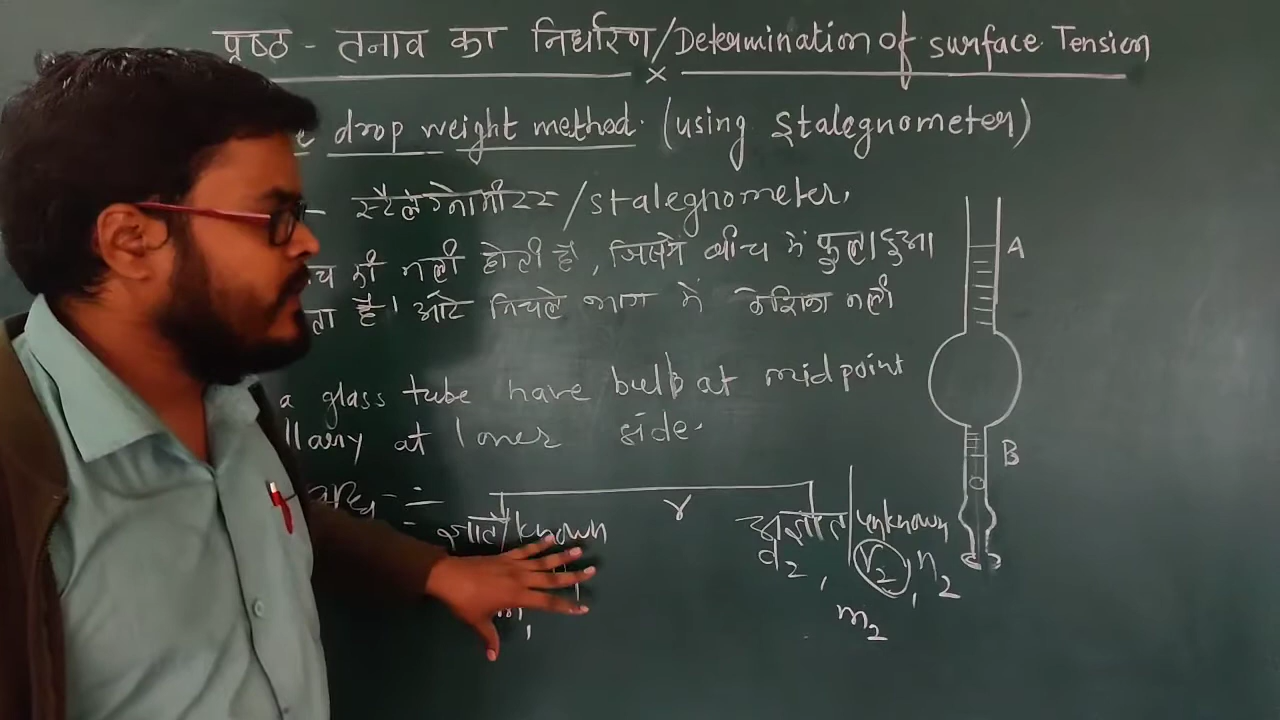 पृष्ठ - तनाव का निर्धारण/Determination of surface Tension
x
e drop weight method. (using stalegnometer)
- स्टैलेग्नोमीटर/stalegnometer,
च की नली होती है, जिसके बीच में फुला हुआ
ता है। और निचले भाग में केशिका नली
a glass tube have bulb at midpoint
llary at lower side.
A
B
γ
ज्ञात/known
अज्ञात/unknown
d2, r2, n2
m2